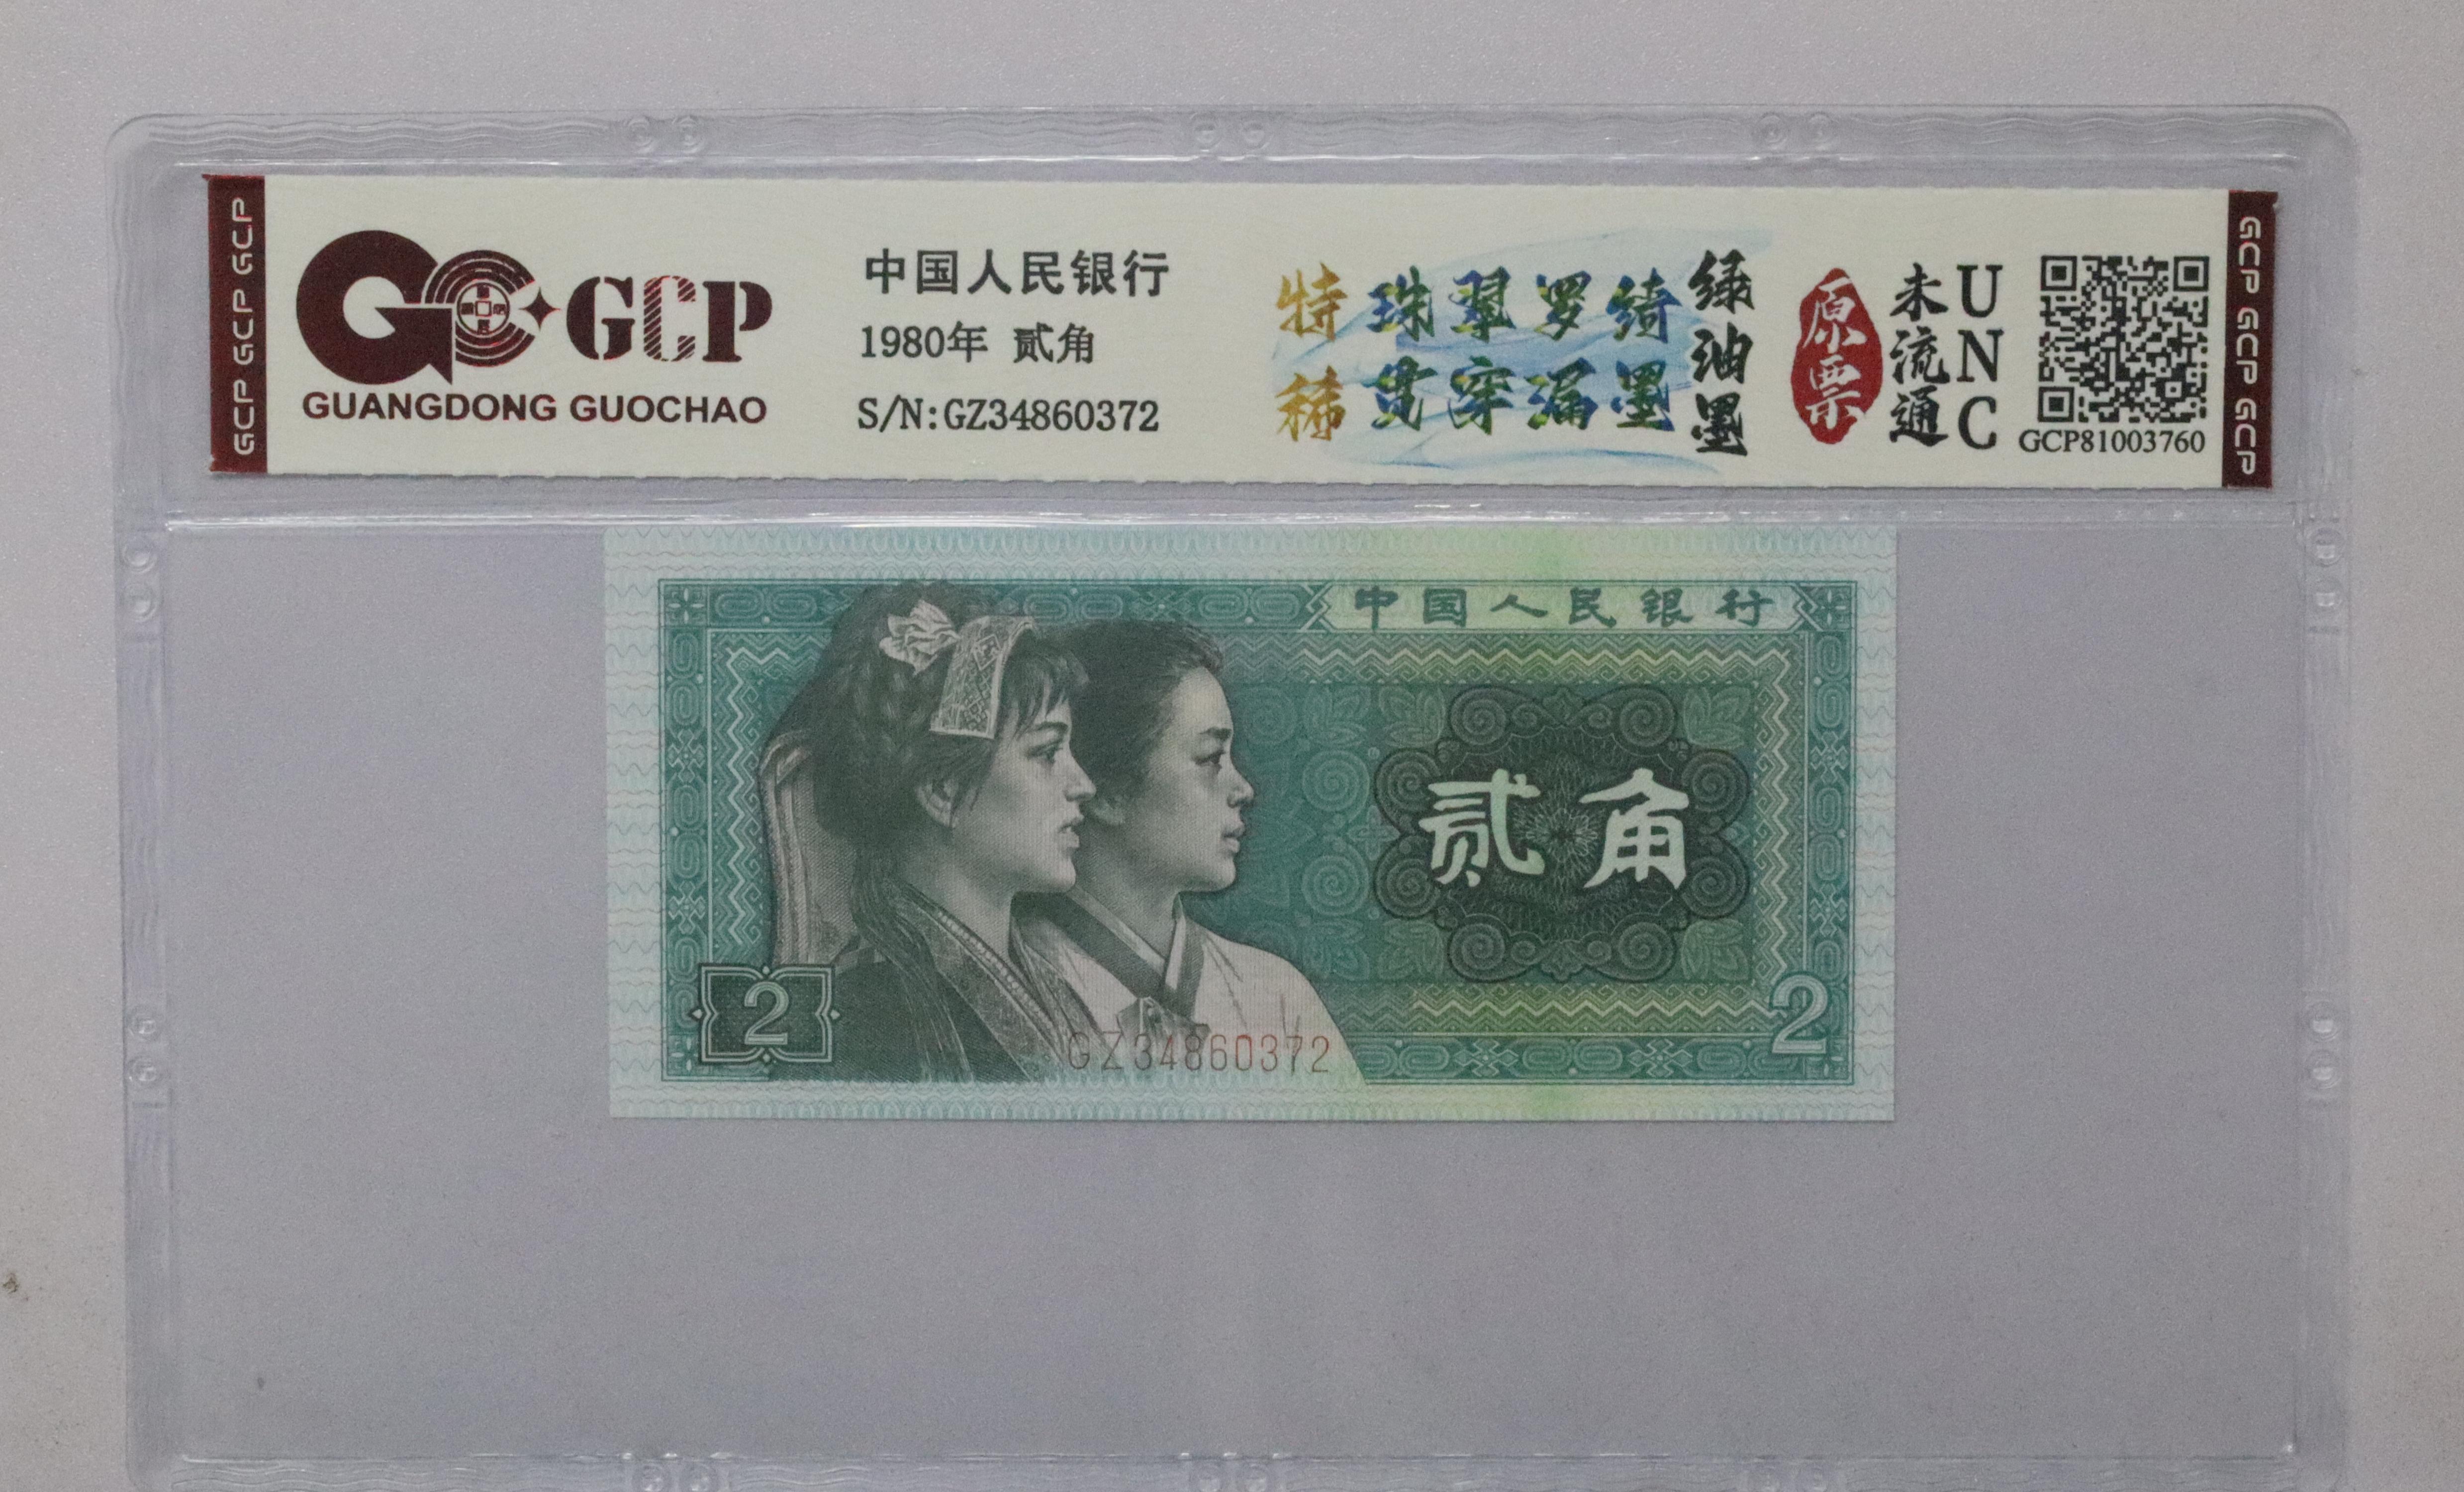 GCP GCP GCP
GCP
GUANGDONG GUOCHAO
中国人民银行
1980年 贰角
S/N:GZ34860372
特稀
珠翠罗绮
贯穿漏墨
绿油墨
原票
未流通
UNC
GCP81003760
GCP GCP GCP
中国人民银行
贰角
2
2
GZ34860372